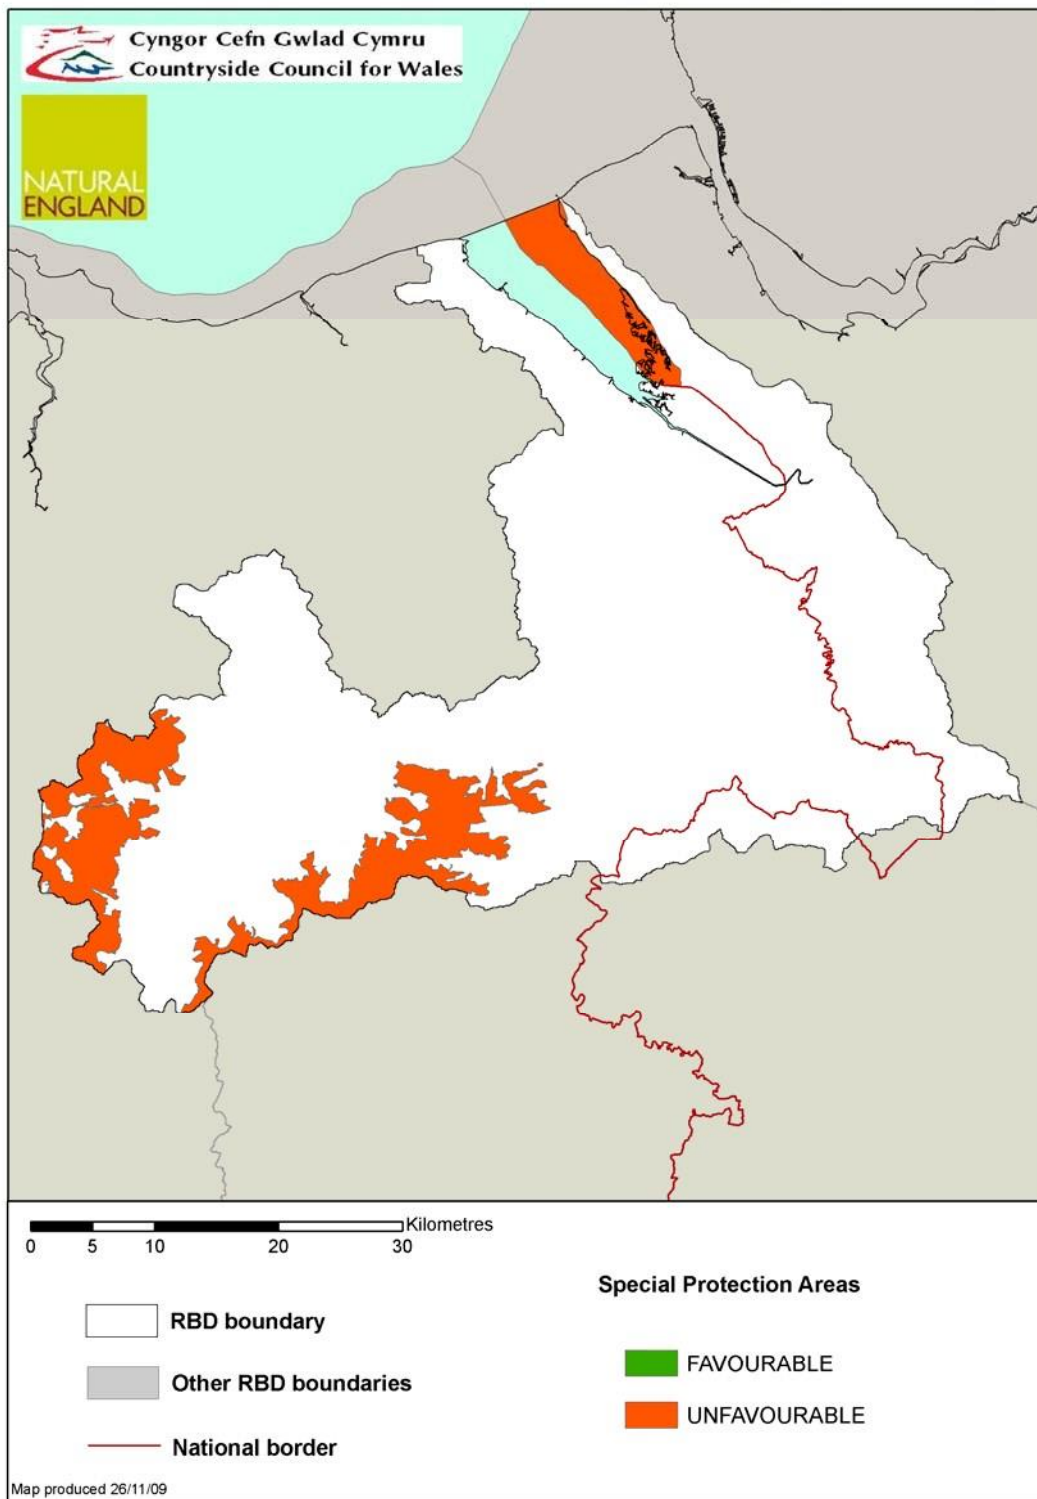 Cyngor Cefn Gwlad Cymru
Countryside Council for Wales
NATURAL
ENGLAND
Kilometres
0 5 10 20 30
Special Protection Areas
RBD boundary
FAVOURABLE
Other RBD boundaries
UNFAVOURABLE
National border
Map produced 26/11/09